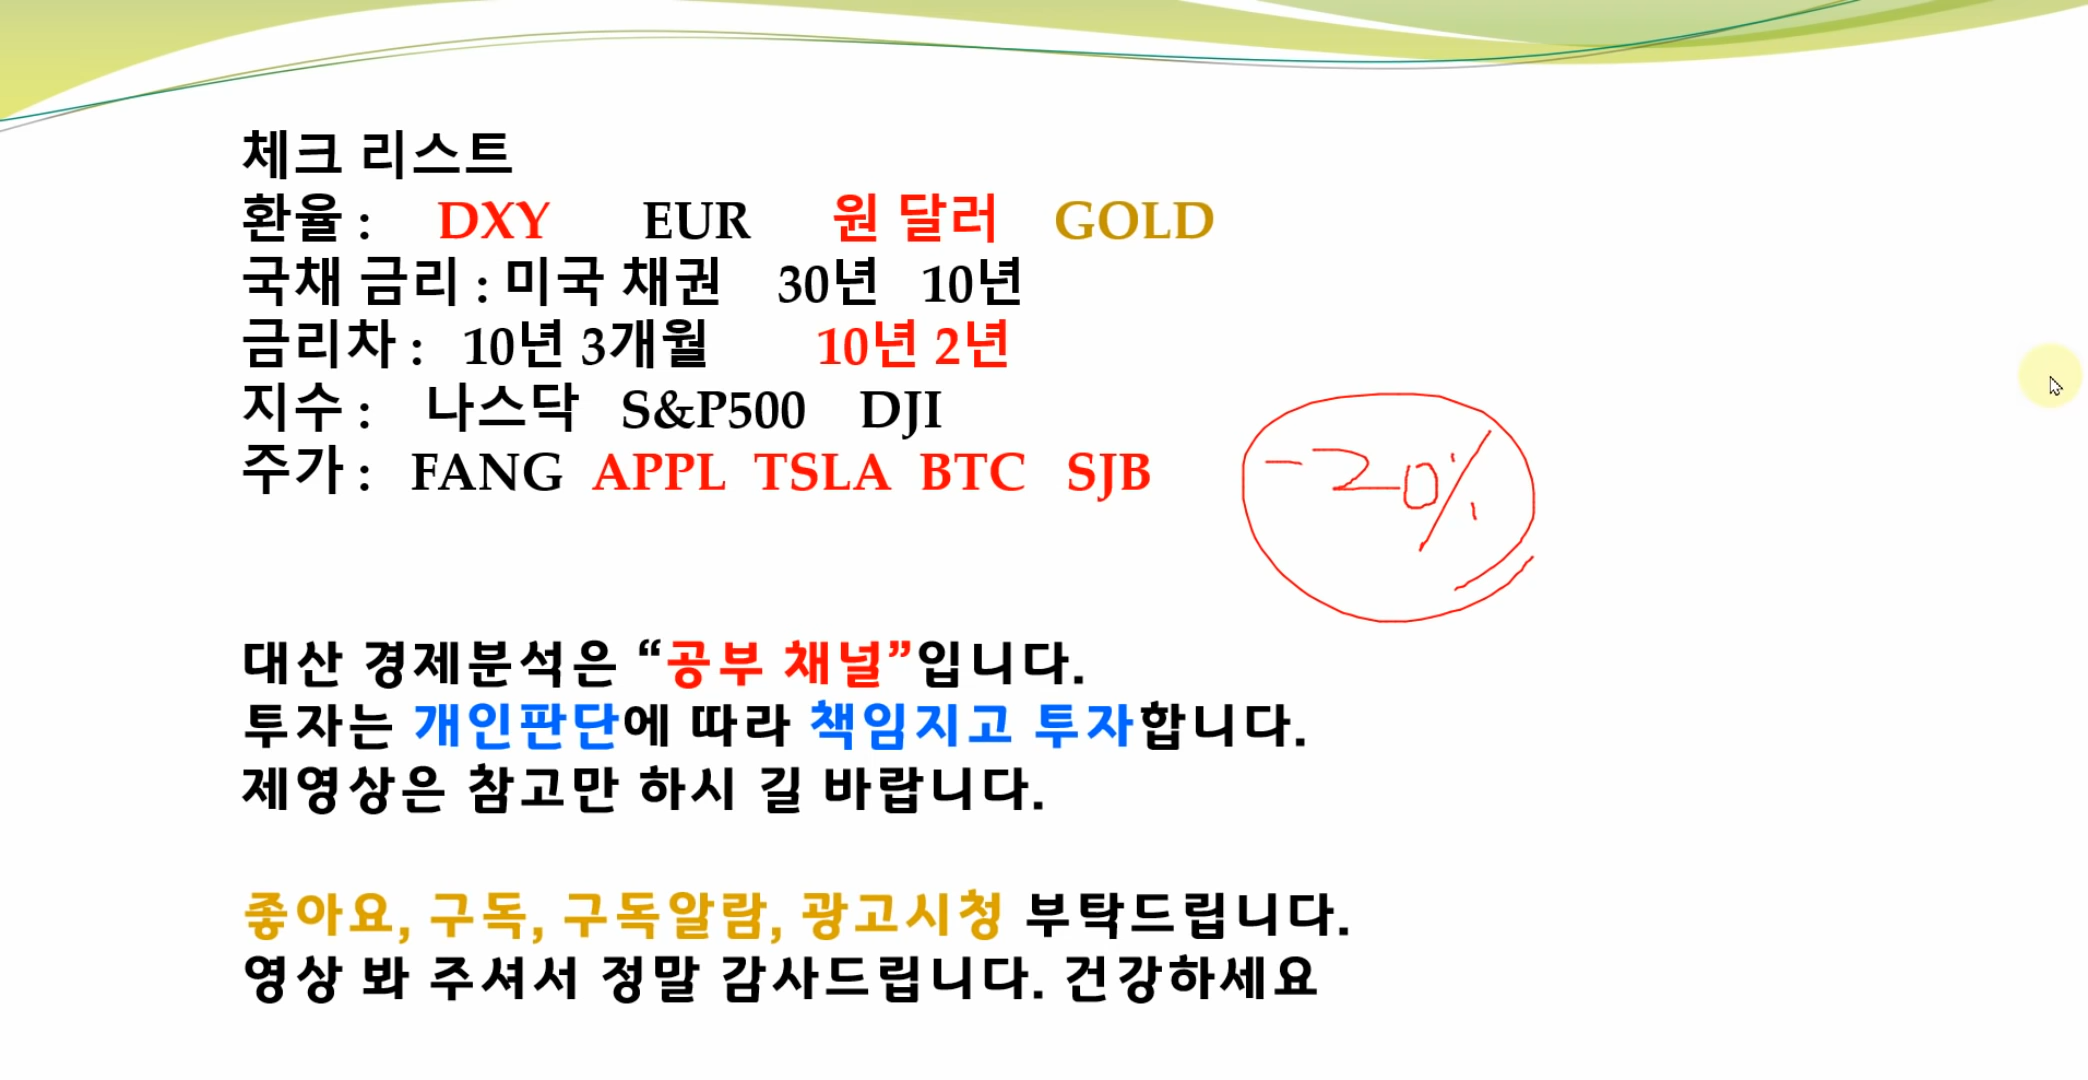 체크 리스트
환율 : DXY EUR 원 달러 GOLD
국채 금리 : 미국 채권 30년 10년
금리차 : 10년 3개월 10년 2년
지수 : 나스닥 S&P500 DJI
주가 : FANG APPL TSLA BTC SJB
-20%
대산 경제분석은 “공부 채널”입니다.
투자는 개인판단에 따라 책임지고 투자합니다.
제영상은 참고만 하시 길 바랍니다.
좋아요, 구독, 구독알람, 광고시청 부탁드립니다.
영상 봐 주셔서 정말 감사드립니다. 건강하세요